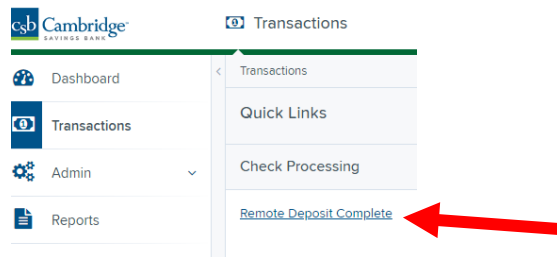 csb Cambridge
SAVINGS BANK
Transactions
Dashboard
Transactions
Admin
Reports
Transactions
Quick Links
Check Processing
Remote Deposit Complete